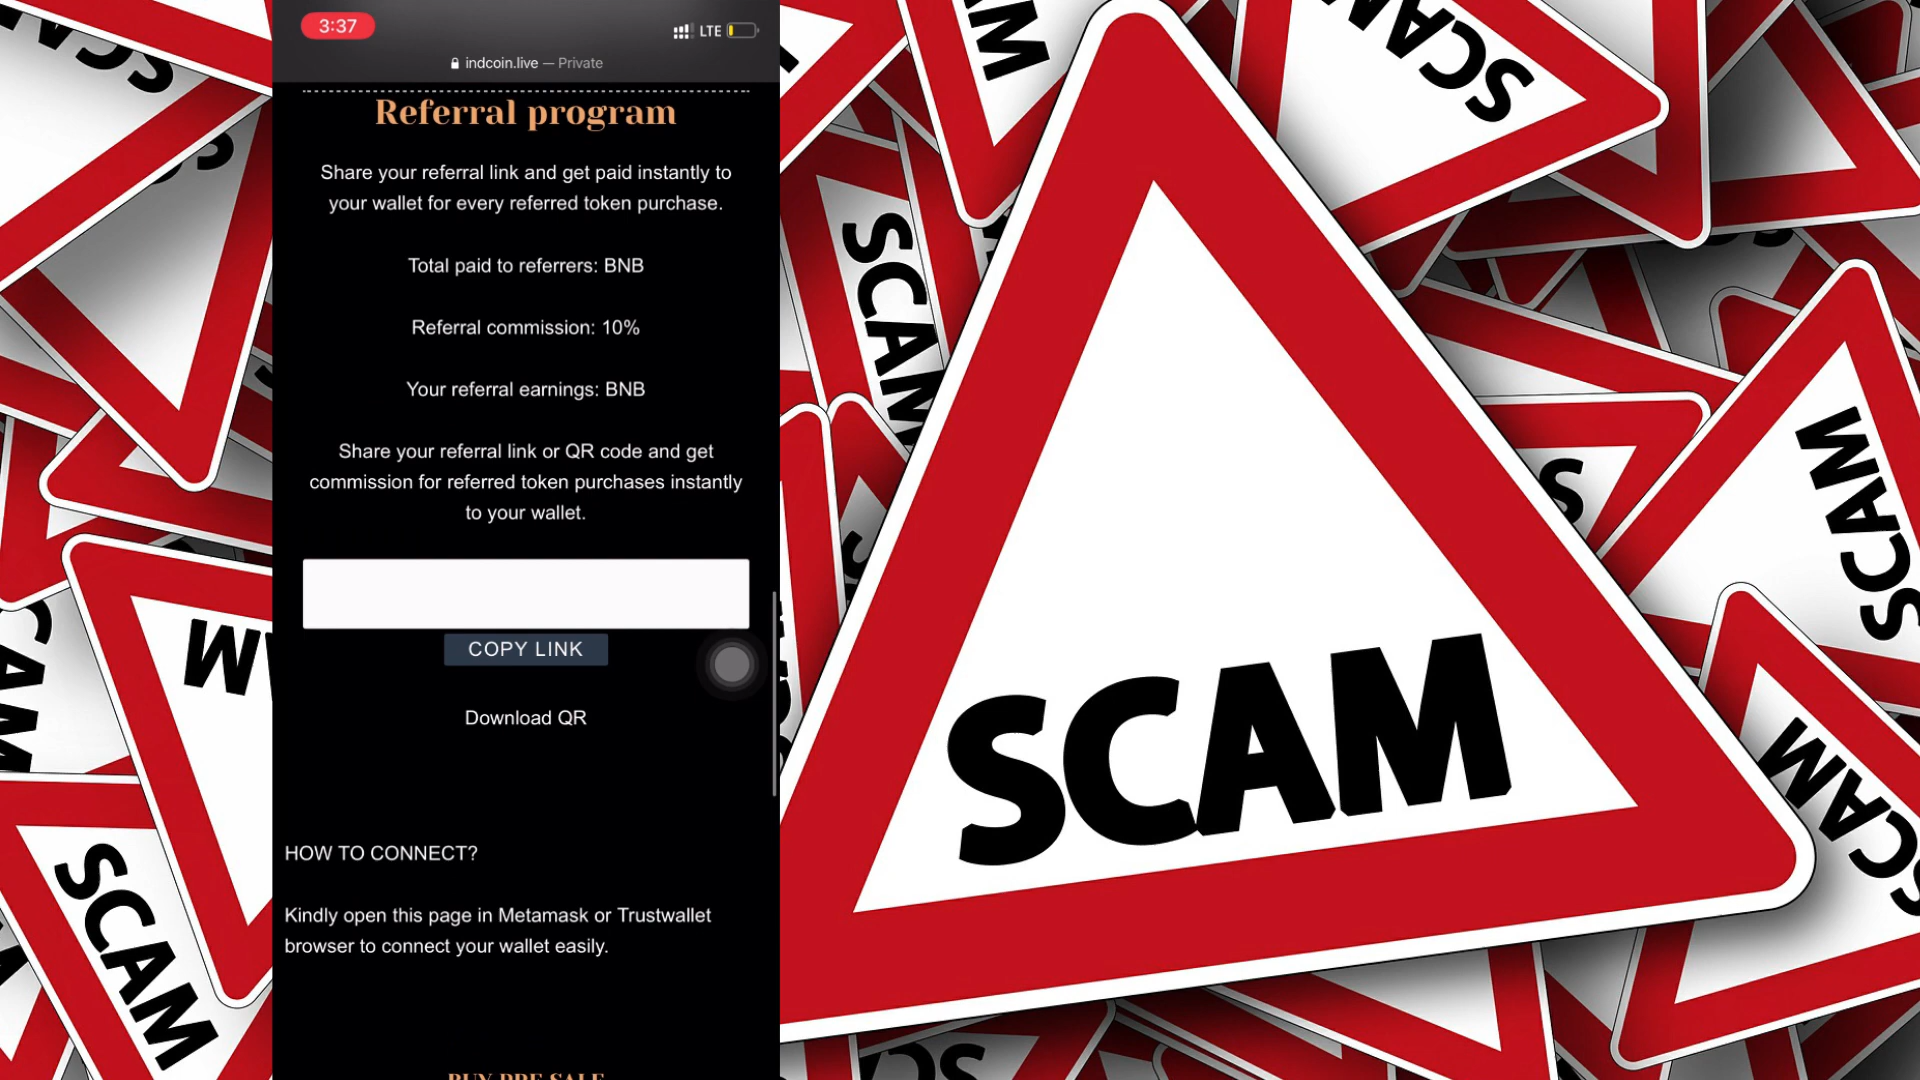 3:37
LTE
indcoin.live — Private
Referral program
Share your referral link and get paid instantly to
your wallet for every referred token purchase.
Total paid to referrers: BNB
Referral commission: 10%
Your referral earnings: BNB
Share your referral link or QR code and get
commission for referred token purchases instantly
to your wallet.
COPY LINK
Download QR
HOW TO CONNECT?
Kindly open this page in Metamask or Trustwallet
browser to connect your wallet easily.
BUY PRE SALE
SCAM
SCAM
SCAM
SCAM
SCAM
SCAM